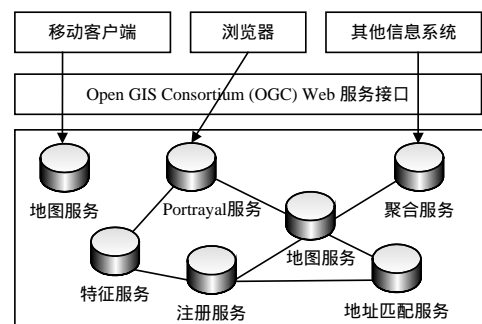 移动客户端
浏览器
其他信息系统
Open GIS Consortium (OGC) Web 服务接口
地图服务
Portrayal服务
聚合服务
地图服务
特征服务
注册服务
地址匹配服务